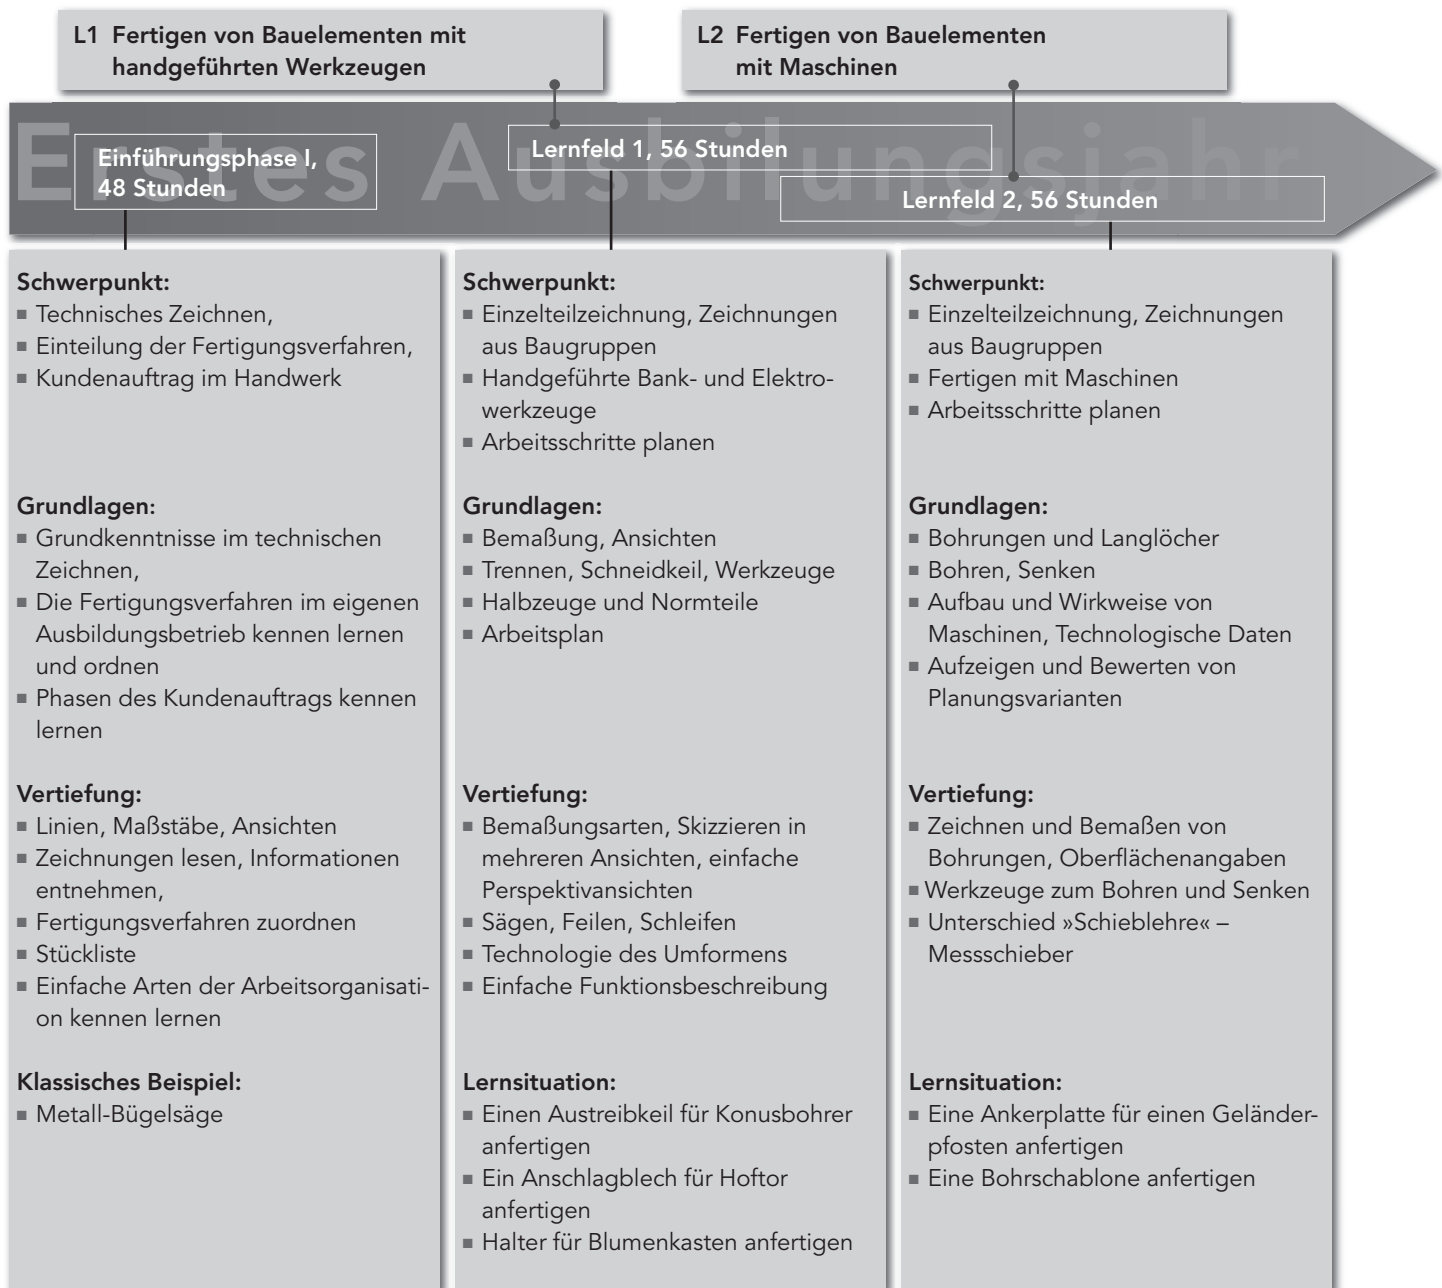 L1 Fertigen von Bauelementen mit
handgeführten Werkzeugen
L2 Fertigen von Bauelementen
mit Maschinen
Erstes Ausbilungsjahr
Einführungsphase I,
48 Stunden
Lernfeld 1, 56 Stunden
Lernfeld 2, 56 Stunden
Schwerpunkt:
■ Technisches Zeichnen,
■ Einteilung der Fertigungsverfahren,
■ Kundenauftrag im Handwerk
Grundlagen:
■ Grundkenntnisse im technischen
Zeichnen,
■ Die Fertigungsverfahren im eigenen
Ausbildungsbetrieb kennen lernen
und ordnen
■ Phasen des Kundenauftrags kennen
lernen
Vertiefung:
■ Linien, Maßstäbe, Ansichten
■ Zeichnungen lesen, Informationen
entnehmen,
■ Fertigungsverfahren zuordnen
■ Stückliste
■ Einfache Arten der Arbeitsorganisati-
on kennen lernen
Klassisches Beispiel:
■ Metall-Bügelsäge
Schwerpunkt:
■ Einzelteilzeichnung, Zeichnungen
aus Baugruppen
■ Handgeführte Bank- und Elektro-
werkzeuge
■ Arbeitsschritte planen
Grundlagen:
■ Bemaßung, Ansichten
■ Trennen, Schneidkeil, Werkzeuge
■ Halbzeuge und Normteile
■ Arbeitsplan
Vertiefung:
■ Bemaßungsarten, Skizzieren in
mehreren Ansichten, einfache
Perspektivansichten
■ Sägen, Feilen, Schleifen
■ Technologie des Umformens
■ Einfache Funktionsbeschreibung
Lernsituation:
■ Einen Austreibkeil für Konusbohrer
anfertigen
■ Ein Anschlagblech für Hoftor
anfertigen
■ Halter für Blumenkasten anfertigen
Schwerpunkt:
■ Einzelteilzeichnung, Zeichnungen
aus Baugruppen
■ Fertigen mit Maschinen
■ Arbeitsschritte planen
Grundlagen:
■ Bohrungen und Langlöcher
■ Bohren, Senken
■ Aufbau und Wirkweise von
Maschinen, Technologische Daten
■ Aufzeigen und Bewerten von
Planungsvarianten
Vertiefung:
■ Zeichnen und Bemaßen von
Bohrungen, Oberflächenangaben
■ Werkzeuge zum Bohren und Senken
■ Unterschied »Schieblehre« –
Messschieber
Lernsituation:
■ Eine Ankerplatte für einen Geländer-
pfosten anfertigen
■ Eine Bohrschablone anfertigen